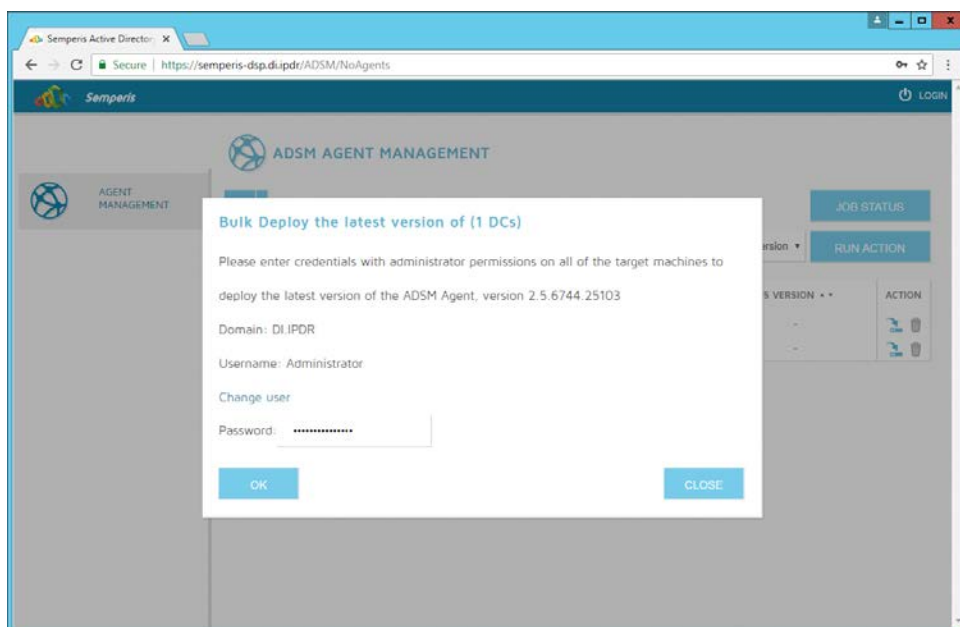 Semperis Active Director
Secure | https://semperis-dsp.di.ipdr/ADSM/NoAgents
Semperis
LOGIN
ADSM AGENT MANAGEMENT
AGENT
MANAGEMENT
JOB STATUS
ersion
RUN ACTION
S VERSION
ACTION
-
-
Bulk Deploy the latest version of (1 DCs)
Please enter credentials with administrator permissions on all of the target machines to
deploy the latest version of the ADSM Agent, version 2.5.6744.25103
Domain: DI.IPDR
Username: Administrator
Change user
Password: •••••••••••••••
OK
CLOSE